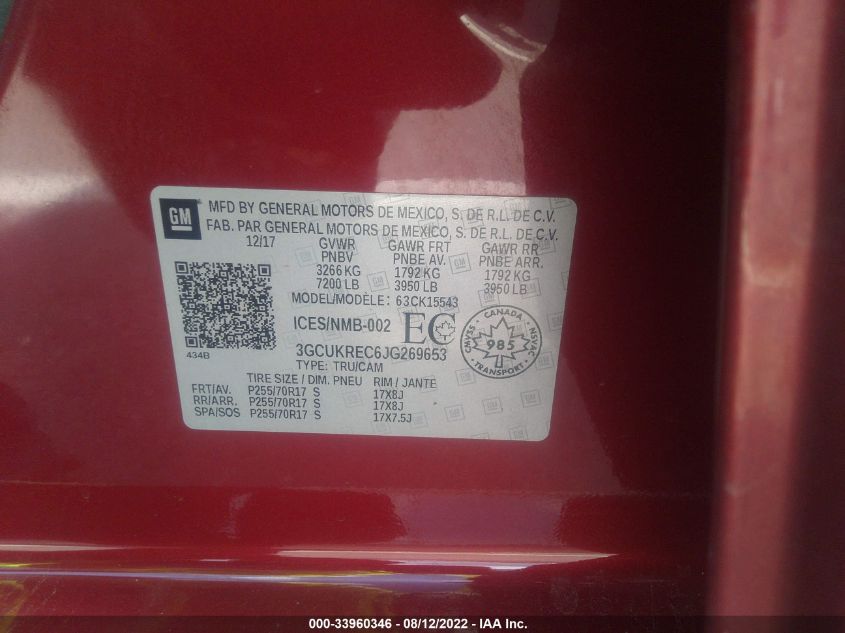 GM
MFD BY GENERAL MOTORS DE MEXICO, S. DE R.L. DE C.V.
FAB. PAR GENERAL MOTORS DE MEXICO, S. DE R.L. DE C.V.
12/17 GVWR GAWR FRT GAWR RR
PNBV PNBE AV. PNBE ARR.
3266 KG 1792 KG 1792 KG
7200 LB 3950 LB 3950 LB
MODEL/MODÈLE: 63CK15543
ICES/NMB-002 EC
CANADA
CMVSS 985 NSVAC
434B
3GCUKREC6JG269653
TYPE: TRU/CAM
TIRE SIZE / DIM. PNEU RIM / JANTE
FRT/AV. P255/70R17 S 17X8J
RR/ARR. P255/70R17 S 17X8J
SPA/SOS P255/70R17 S 17X7.5J
000-33960346 - 08/12/2022 - IAA Inc.